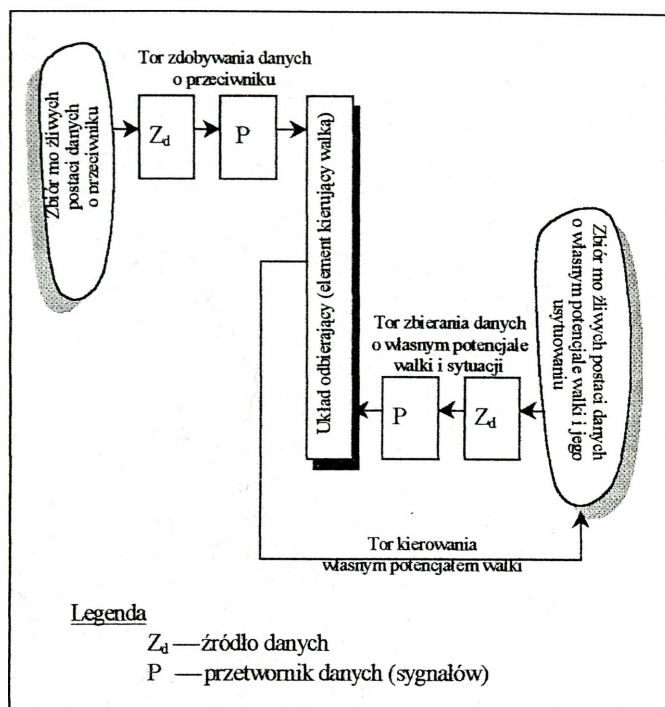 Tor zdobywania danych
o przeciwniku
Zbiór mo żliwych
postaci danych
o przeciwniku
Zd
P
Układ odbierający (element kierujący walką)
Zbiór mo żliwych postaci danych
o własnym potencjale walki i jego
usytuowaniu
Tor zbierania danych
o własnym potencjale
walki i sytuacji
P
Zd
Tor kierowania
własnym potencjałem walki
Legenda
Zd —źródło danych
P —przetwornik danych (sygnałów)